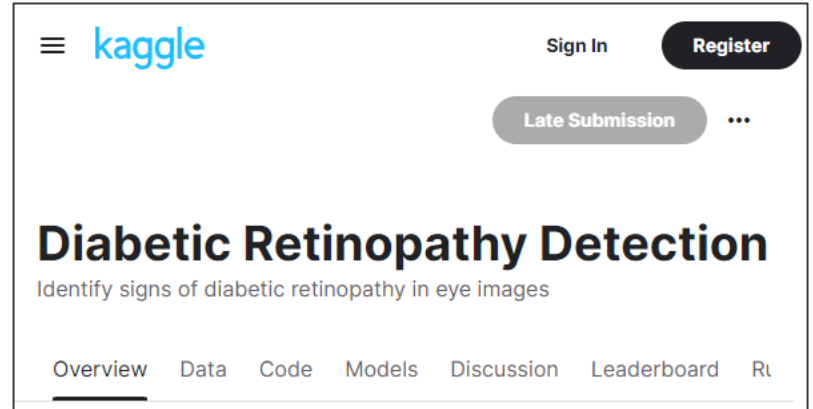 kaggle Sign In Register
Late Submission
Diabetic Retinopathy Detection
Identify signs of diabetic retinopathy in eye images
Overview Data Code Models Discussion Leaderboard